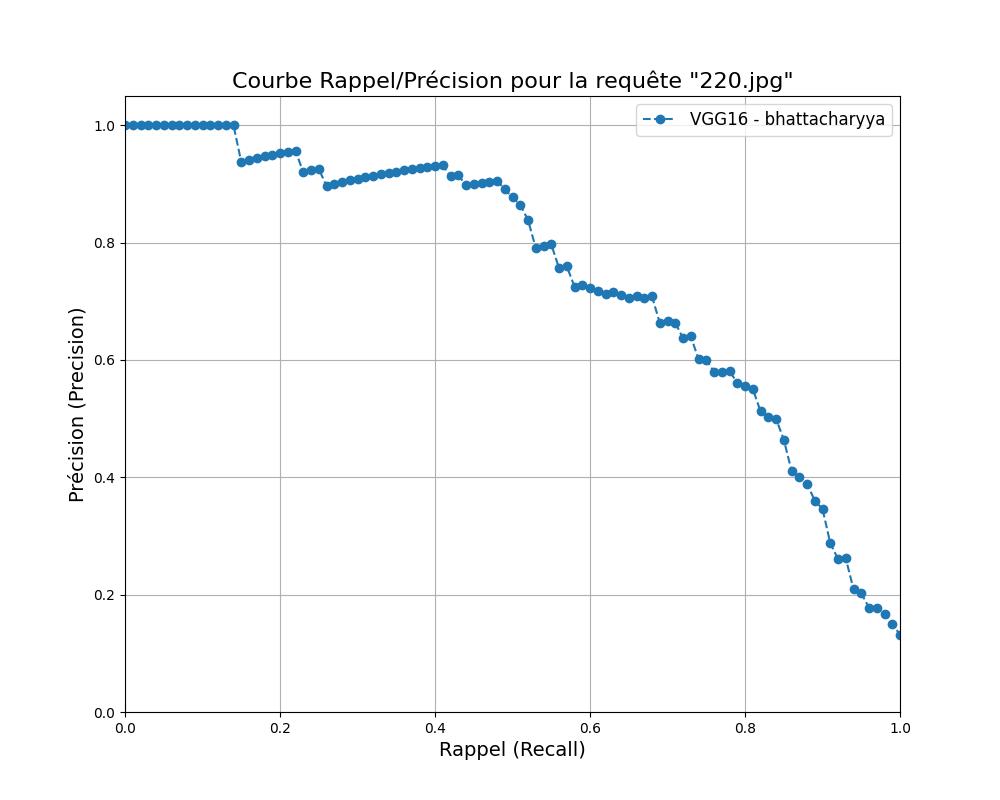 Courbe Rappel/Précision pour la requête "220.jpg"
VGG16 - bhattacharyya
1.0
0.8
0.6
0.4
0.2
0.0
Précision (Precision)
0.0 0.2 0.4 0.6 0.8 1.0
Rappel (Recall)